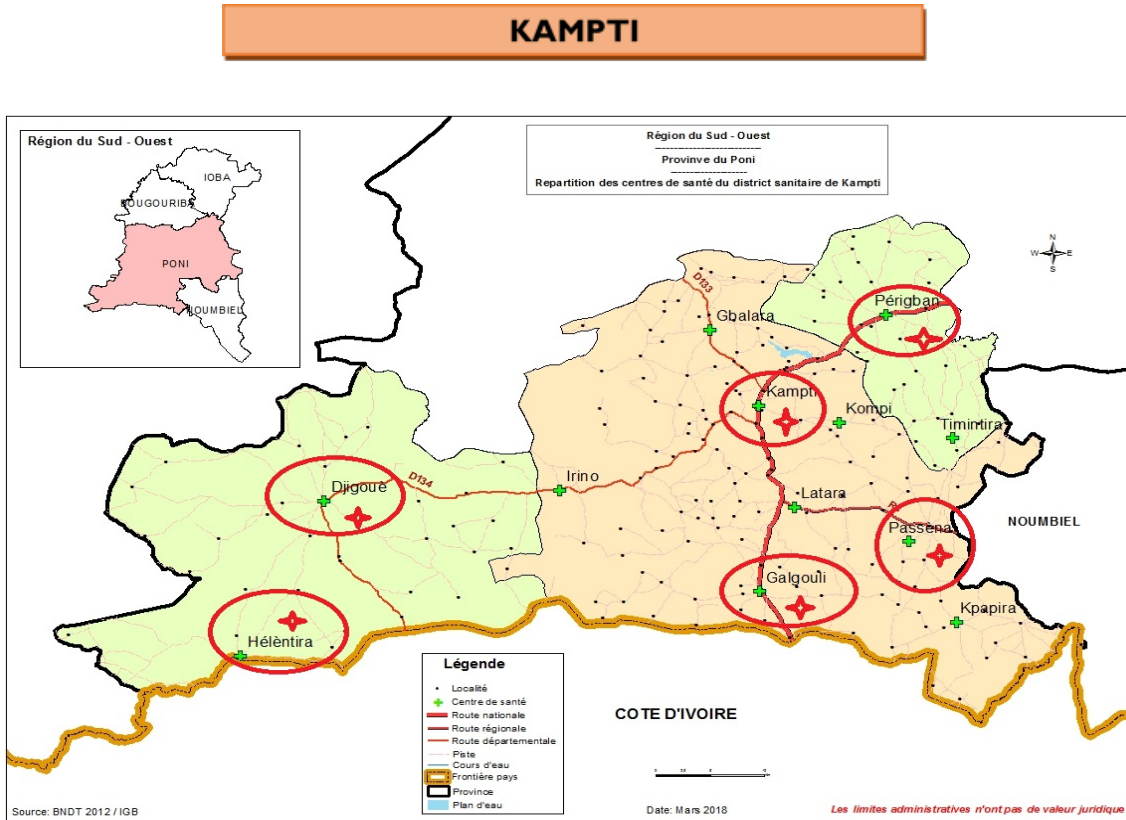 KAMPTI
Région du Sud - Ouest
IOBA
BOUGOURIBA
PONI
NOUMBIEL
Région du Sud - Ouest
Provinve du Poni
Repartition des centres de santé du district sanitaire de Kampti
N
W E
S
D133
Périgban
Gbalara
Kampti
Kompi
Timintira
Djigouè
D134
Irino
Latara
Passèna
NOUMBIEL
Galgouli
Kpapira
Hélèntira
COTE D'IVOIRE
Légende
Localité
Centre de santé
Route nationale
Route régionale
Route départementale
Piste
Cours d'eau
Frontière pays
Province
Plan d'eau
Source: BNDT 2012 / IGB
Date: Mars 2018
Les limites administratives n'ont pas de valeur juridique